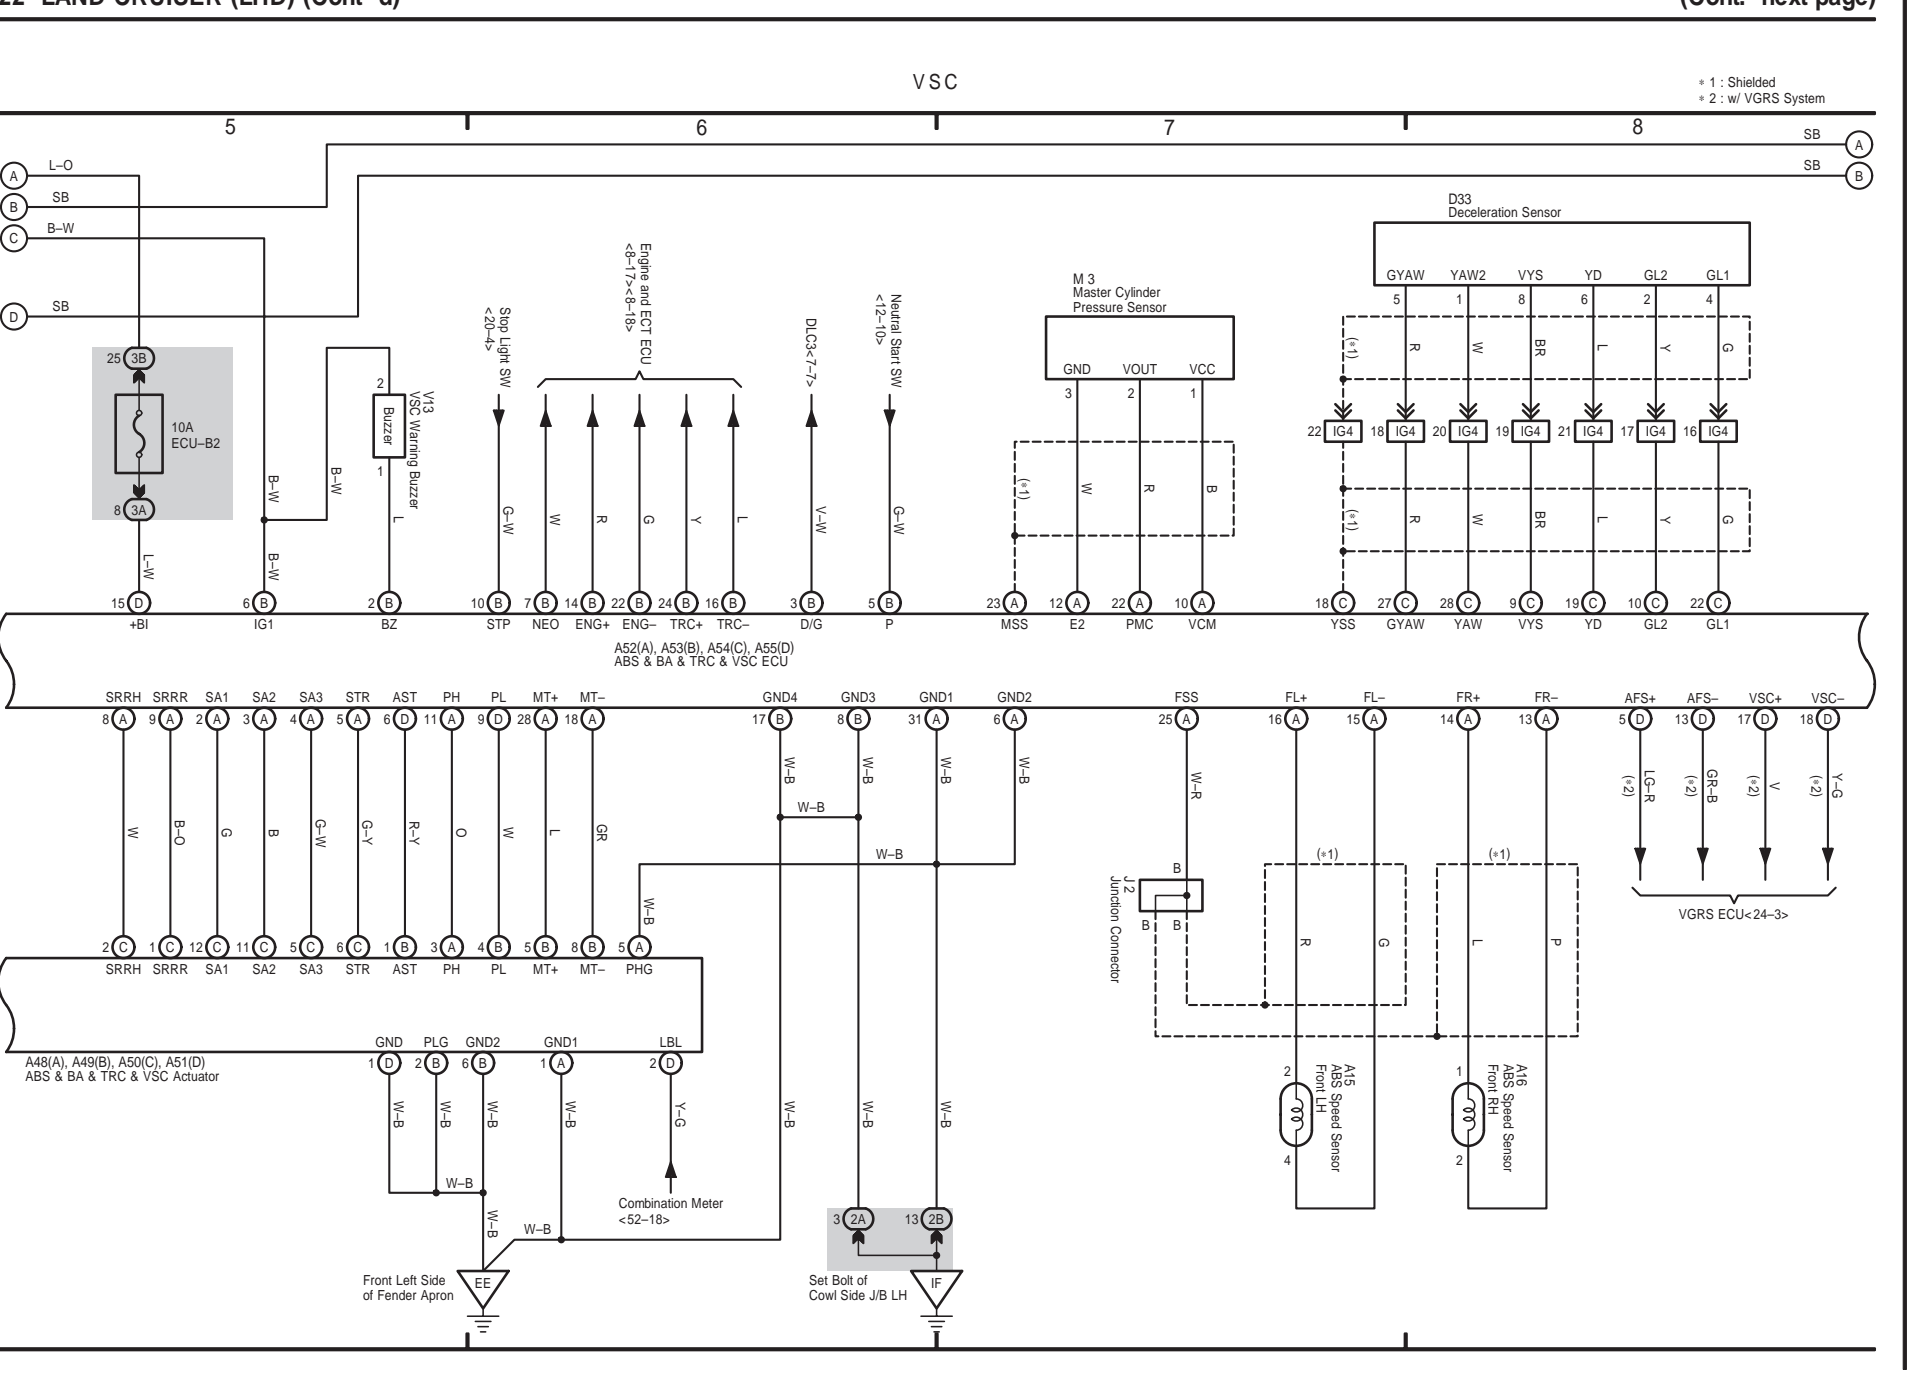 22 LAND CRUISER (LHD) (Cont' d)
(Cont. next page)
VSC
* 1 : Shielded
* 2 : w/ VGRS System
5 6 7 8
A L–O
B SB
C B–W
D SB
SB A
SB B
25 3B
10A
ECU–B2
8 3A
L–W
B–W
B–W
B–W
2
Buzzer
V13
VSC Warning Buzzer
1
L
Stop Light SW
<20–4>
G–W
Engine and ECT ECU
<8–17><8–18>
W R G Y L
DLC3<7–7>
V–W
Neutral Start SW
<12–10>
G–W
M 3
Master Cylinder
Pressure Sensor
GND VOUT VCC
3 2 1
(*1) W R B
D33
Deceleration Sensor
GYAW YAW2 VYS YD GL2 GL1
5 1 8 6 2 4
(*1) R W BR L Y G
22 IG4 18 IG4 20 IG4 19 IG4 21 IG4 17 IG4 16 IG4
(*1) R W BR L Y G
15 D 6 B 2 B 10 B 7 B 14 B 22 B 24 B 16 B 3 B 5 B 23 A 12 A 22 A 10 A 18 C 27 C 28 C 9 C 19 C 10 C 22 C
+BI IG1 BZ STP NEO ENG+ ENG– TRC+ TRC– D/G P MSS E2 PMC VCM YSS GYAW YAW VYS YD GL2 GL1
A52(A), A53(B), A54(C), A55(D)
ABS & BA & TRC & VSC ECU
SRRH SRRR SA1 SA2 SA3 STR AST PH PL MT+ MT– GND4 GND3 GND1 GND2 FSS FL+ FL– FR+ FR– AFS+ AFS– VSC+ VSC–
8 A 9 A 2 A 3 A 4 A 5 A 6 D 11 A 9 D 28 A 18 A 17 B 8 B 31 A 6 A 25 A 16 A 15 A 14 A 13 A 5 D 13 D 17 D 18 D
W B–O G B G–W G–Y R–Y O W L GR
W–B W–B W–B W–B
W–B
W–B
W–B
W–R
LG–R (*2) GR–B (*2) V (*2) Y–G (*2)
VGRS ECU<24–3>
B
J 2
Junction Connector
B B
(*1) (*1)
R G L P
2 C 1 C 12 C 11 C 5 C 6 C 1 B 3 A 4 B 5 B 8 B 5 A
SRRH SRRR SA1 SA2 SA3 STR AST PH PL MT+ MT– PHG
GND PLG GND2 GND1 LBL
1 D 2 B 6 B 1 A 2 D
A48(A), A49(B), A50(C), A51(D)
ABS & BA & TRC & VSC Actuator
W–B W–B W–B W–B Y–G W–B W–B W–B
W–B
W–B
W–B
Combination Meter
<52–18>
2
A15
ABS Speed Sensor
Front LH
4
1
A16
ABS Speed Sensor
Front RH
2
3 2A 13 2B
Front Left Side
of Fender Apron
EE
Set Bolt of
Cowl Side J/B LH
IF